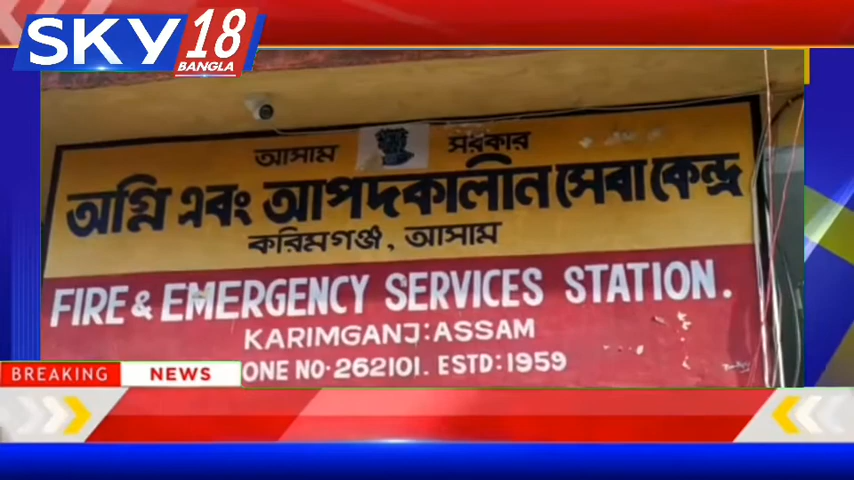 SKY 18
BANGLA
আসাম সরকার
অগ্নি এবং আপদকালীন সেবা কেন্দ্র
করিমগঞ্জ, আসাম
FIRE & EMERGENCY SERVICES STATION.
KARIMGANJ:ASSAM
ONE NO-262101. ESTD:1959
BREAKING NEWS